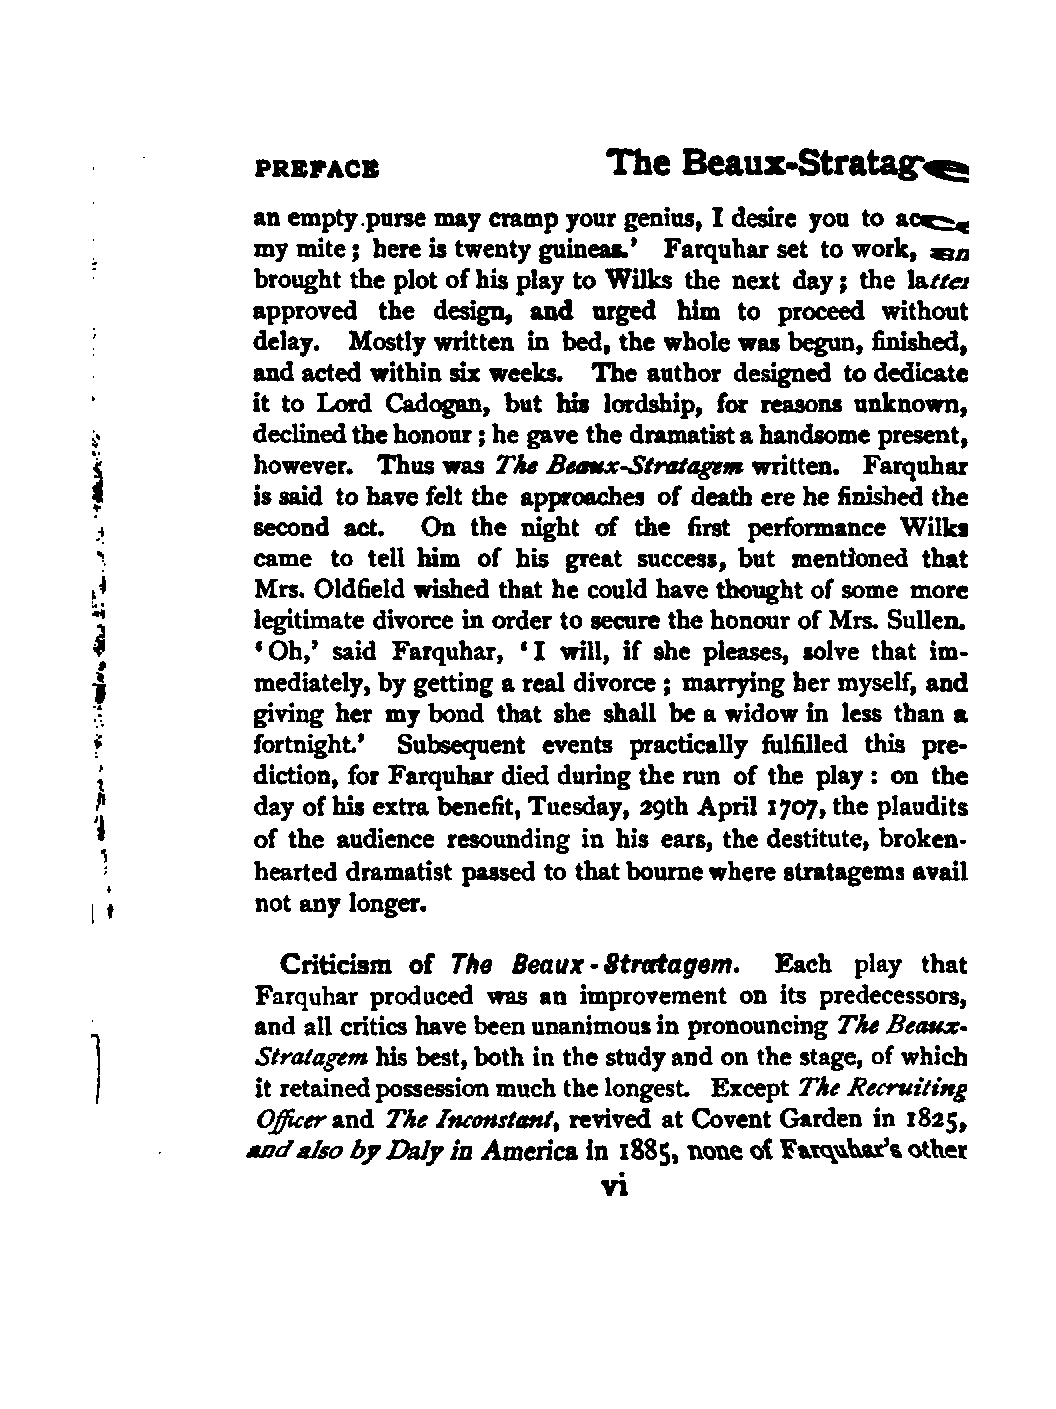 PREFACE The Beaux-Stratag
an empty purse may cramp your genius, I desire you to
my mite; here is twenty guineas.' Farquhar set to work,
brought the plot of his play to Wilks the next day; the latter
approved the design, and urged him to proceed without
delay. Mostly written in bed, the whole was begun, finished,
and acted within six weeks. The author designed to dedicate
it to Lord Cadogan, but his lordship, for reasons unknown,
declined the honour; he gave the dramatist a handsome present,
however. Thus was The Beaux-Stratagem written. Farquhar
is said to have felt the approaches of death ere he finished the
second act. On the night of the first performance Wilks
came to tell him of his great success, but mentioned that
Mrs. Oldfield wished that he could have thought of some more
legitimate divorce in order to secure the honour of Mrs. Sullen.
'Oh,' said Farquhar, 'I will, if she pleases, solve that im-
mediately, by getting a real divorce; marrying her myself, and
giving her my bond that she shall be a widow in less than a
fortnight.' Subsequent events practically fulfilled this pre-
diction, for Farquhar died during the run of the play: on the
day of his extra benefit, Tuesday, 29th April 1707, the plaudits
of the audience resounding in his ears, the destitute, broken-
hearted dramatist passed to that bourne where stratagems avail
not any longer.
Criticism of The Beaux-Stratagem. Each play that
Farquhar produced was an improvement on its predecessors,
and all critics have been unanimous in pronouncing The Beaux-
Stratagem his best, both in the study and on the stage, of which
it retained possession much the longest. Except The Recruiting
Officer and The Inconstant, revived at Covent Garden in 1825,
and also by Daly in America in 1885, none of Farquhar's other
vi